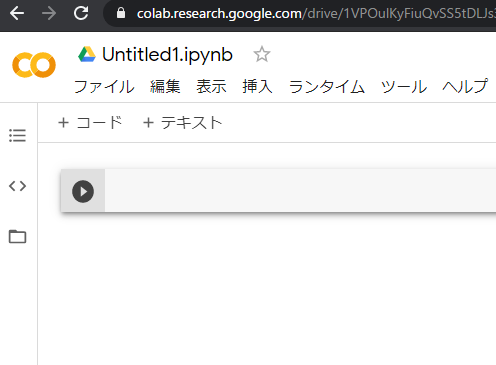 colab.research.google.com/drive/1VPOulKyFiuQvSS5tDLJs
Untitled1.ipynb
ファイル 編集 表示 挿入 ランタイム ツール ヘルプ
+ コード + テキスト